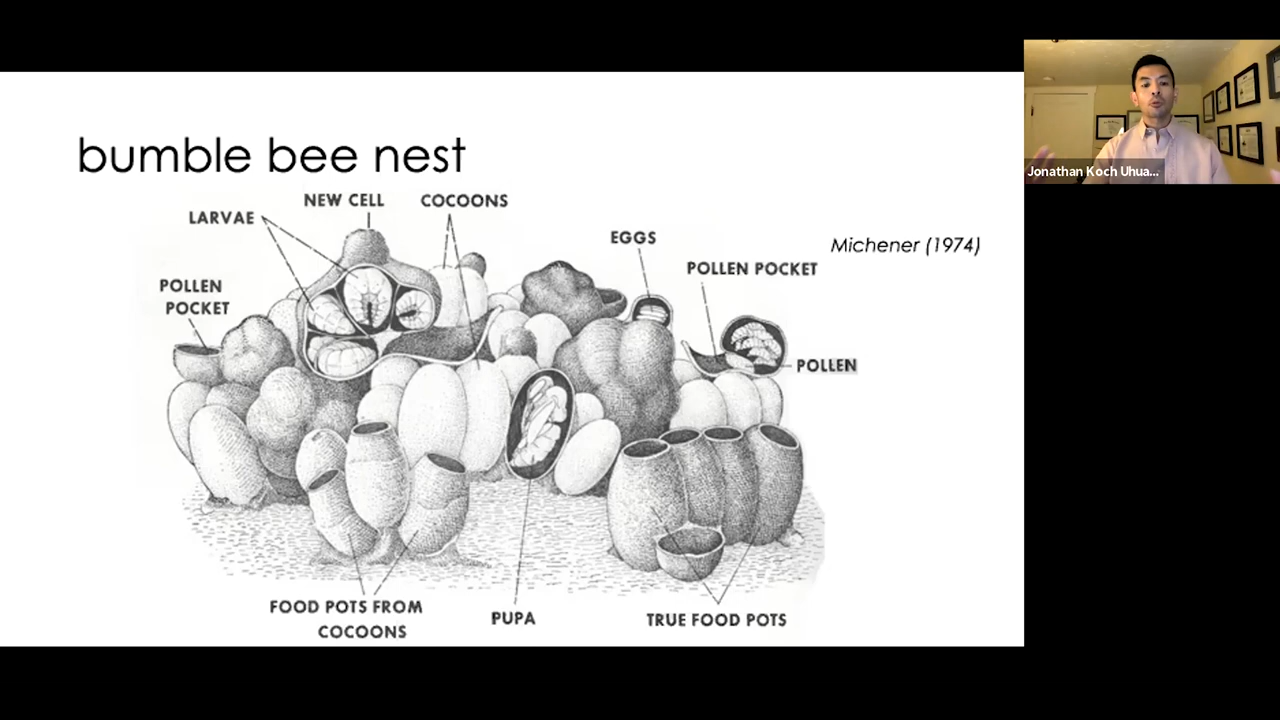 bumble bee nest
NEW CELL
COCOONS
LARVAE
EGGS
Michener (1974)
POLLEN POCKET
POLLEN
POCKET
POLLEN
FOOD POTS FROM
COCOONS
PUPA
TRUE FOOD POTS
Jonathan Koch Uhua...